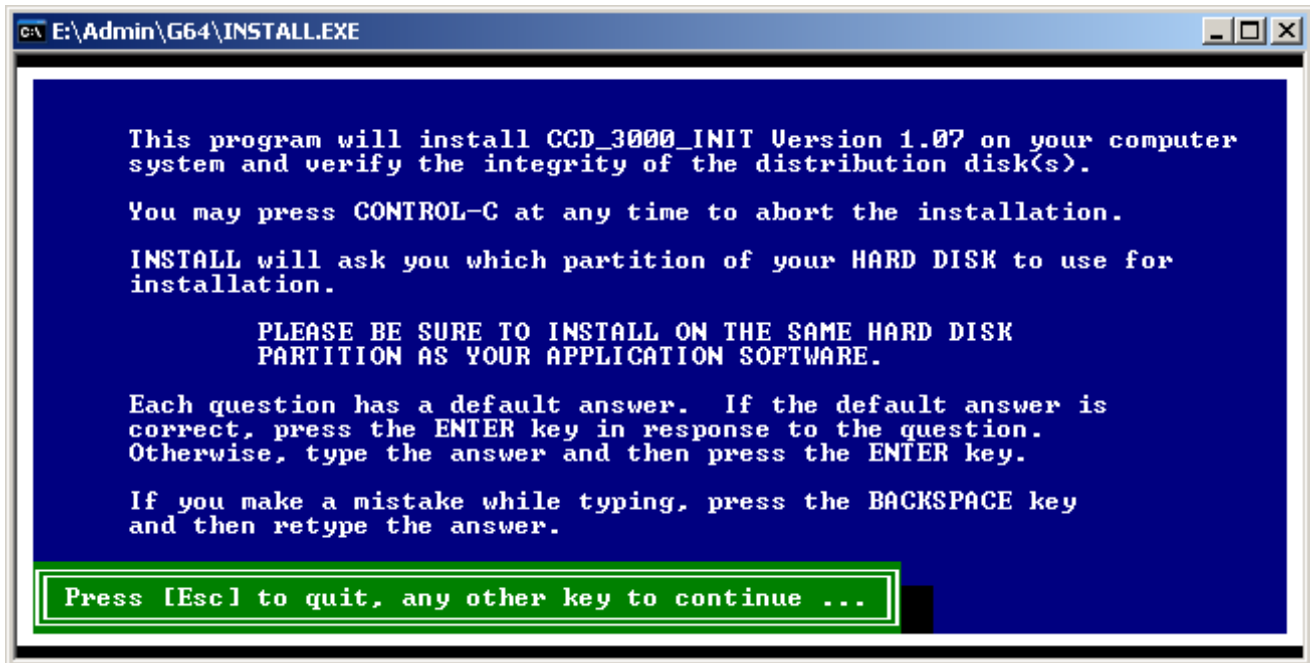 E:\Admin\G64\INSTALL.EXE
This program will install CCD_3000_INIT Version 1.07 on your computer
system and verify the integrity of the distribution disk(s).
You may press CONTROL-C at any time to abort the installation.
INSTALL will ask you which partition of your HARD DISK to use for
installation.
PLEASE BE SURE TO INSTALL ON THE SAME HARD DISK
PARTITION AS YOUR APPLICATION SOFTWARE.
Each question has a default answer.  If the default answer is
correct, press the ENTER key in response to the question.
Otherwise, type the answer and then press the ENTER key.
If you make a mistake while typing, press the BACKSPACE key
and then retype the answer.
Press [Esc] to quit, any other key to continue ...